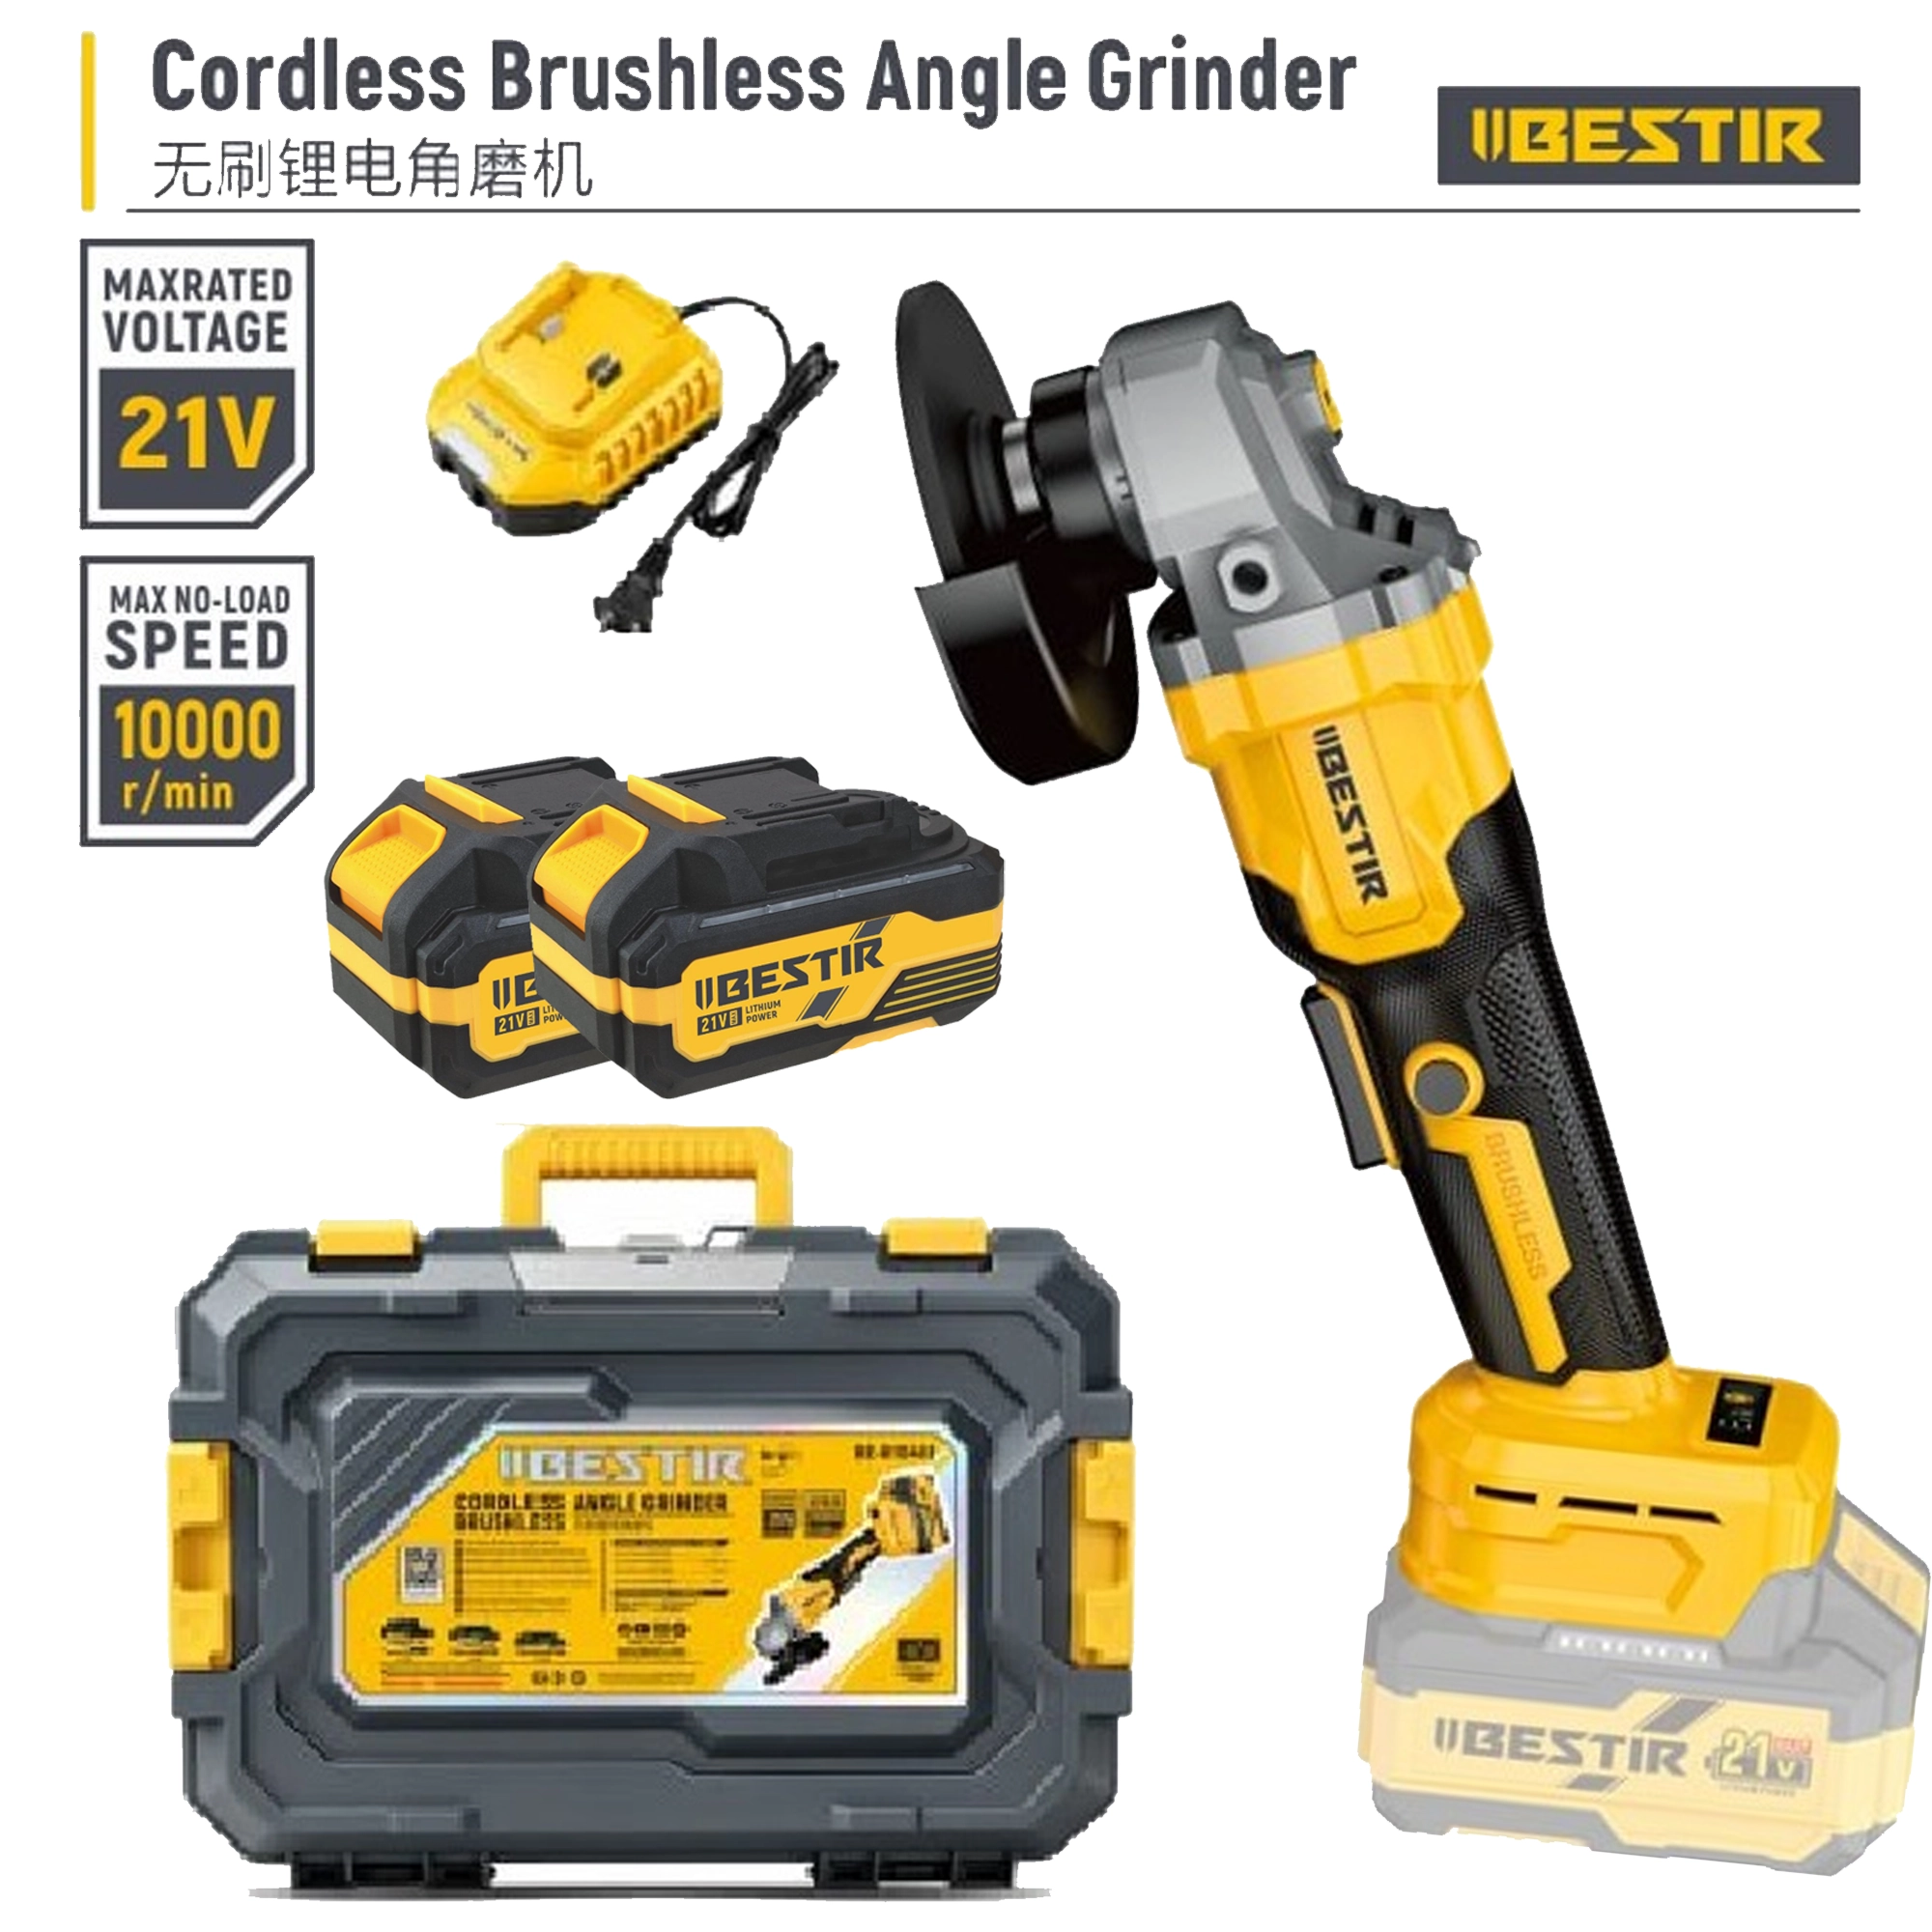 Cordless Brushless Angle Grinder
无刷锂电角磨机
BESTIR
MAXRATED
VOLTAGE
21V
MAX NO-LOAD
SPEED
10000
r/min
BESTIR
BRUSHLESS
BESTIR
21V
LITHIUM
POWER
21V
BESTIR
CORDLESS ANGLE GRINDER
BRUSHLESS
BESTIR
21V